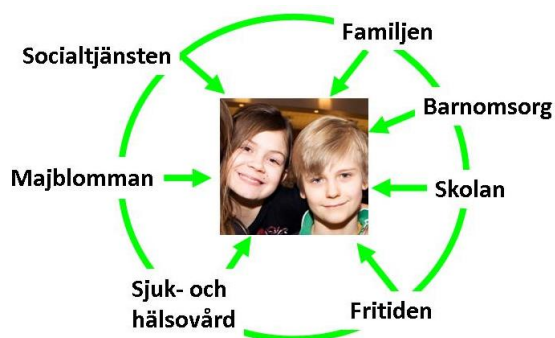 Familjen
Socialtjänsten
Barnomsorg
Majblomman
Skolan
Sjuk- och
hälsovård
Fritiden